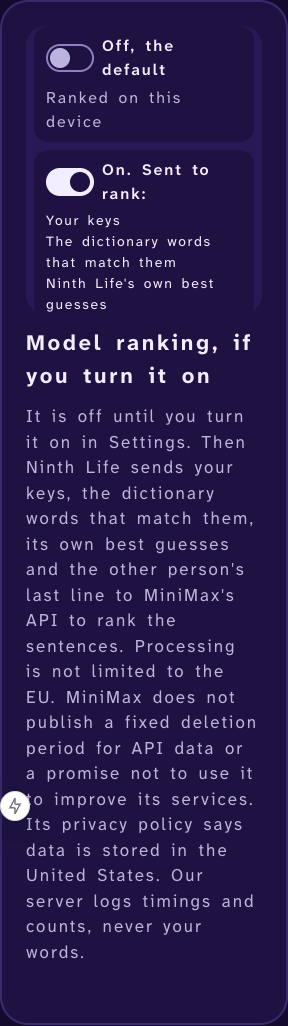 Off, the
default
Ranked on this
device
On. Sent to
rank:
Your keys
The dictionary words
that match them
Ninth Life's own best
guesses
Model ranking, if
you turn it on
It is off until you turn
it on in Settings. Then
Ninth Life sends your
keys, the dictionary
words that match them,
its own best guesses
and the other person's
last line to MiniMax's
API to rank the
sentences. Processing
is not limited to the
EU. MiniMax does not
publish a fixed deletion
period for API data or
a promise not to use it
to improve its services.
Its privacy policy says
data is stored in the
United States. Our
server logs timings and
counts, never your
words.